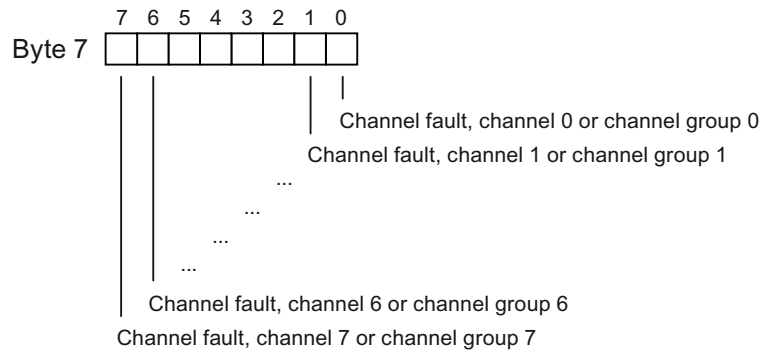 7 6 5 4 3 2 1 0
Byte 7
Channel fault, channel 0 or channel group 0
Channel fault, channel 1 or channel group 1
...
...
...
...
Channel fault, channel 6 or channel group 6
Channel fault, channel 7 or channel group 7